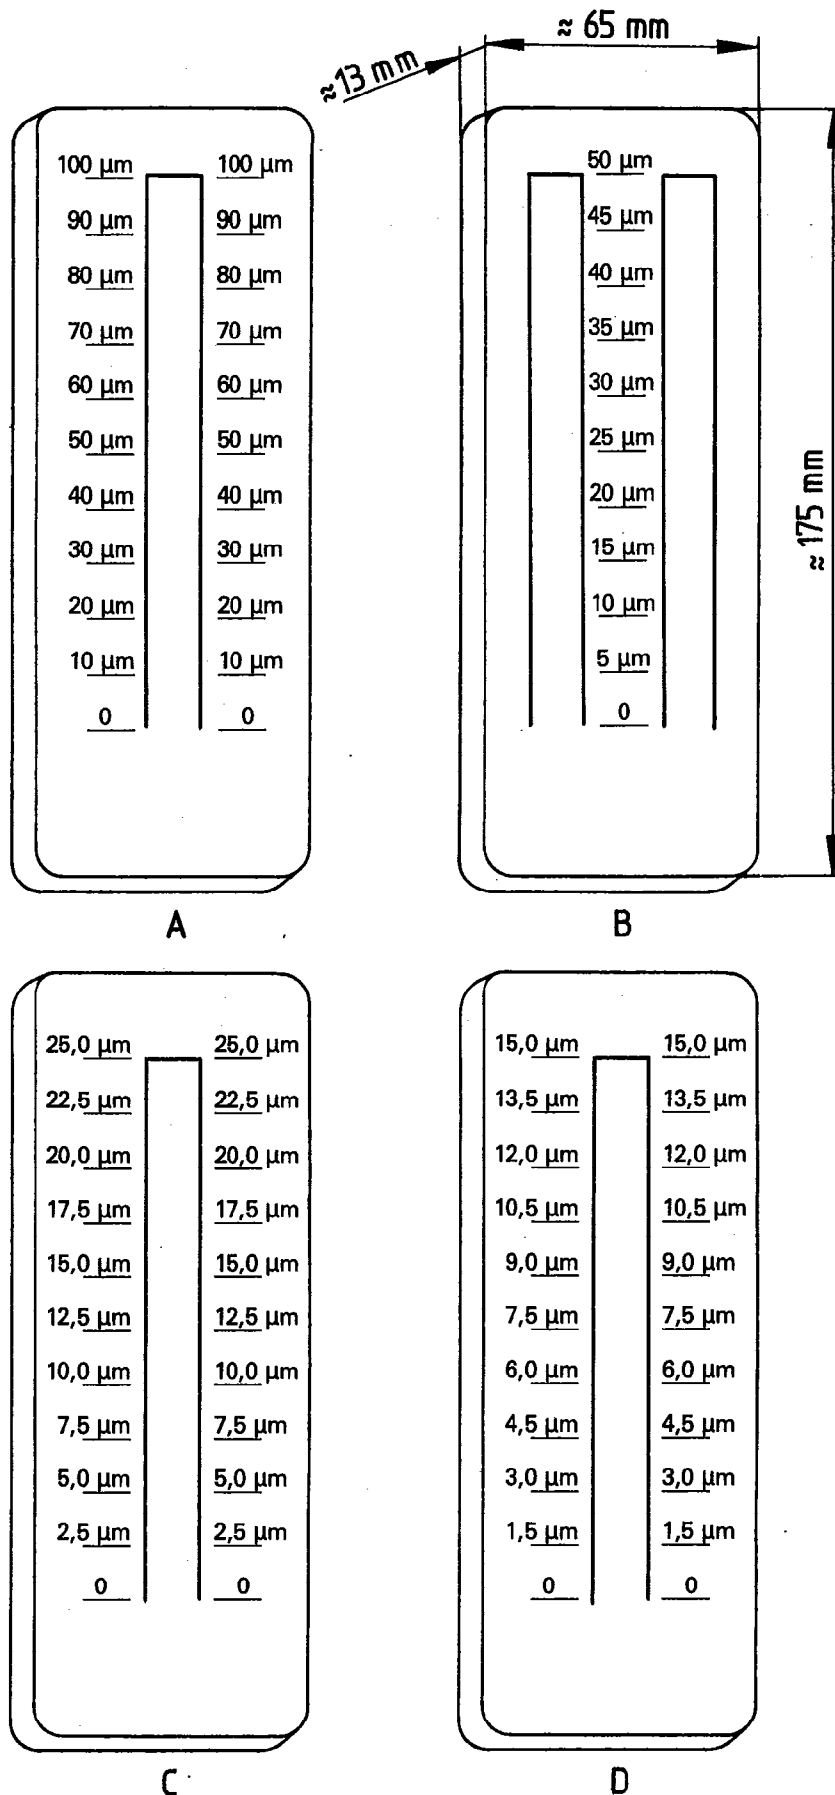 ≈ 65 mm
≈13 mm
100 µm 100 µm
90 µm 90 µm
80 µm 80 µm
70 µm 70 µm
60 µm 60 µm
50 µm 50 µm
40 µm 40 µm
30 µm 30 µm
20 µm 20 µm
10 µm 10 µm
0 0
A
50 µm
45 µm
40 µm
35 µm
30 µm
25 µm
20 µm
15 µm
10 µm
5 µm
0
≈ 175 mm
B
25,0 µm 25,0 µm
22,5 µm 22,5 µm
20,0 µm 20,0 µm
17,5 µm 17,5 µm
15,0 µm 15,0 µm
12,5 µm 12,5 µm
10,0 µm 10,0 µm
7,5 µm 7,5 µm
5,0 µm 5,0 µm
2,5 µm 2,5 µm
0 0
C
15,0 µm 15,0 µm
13,5 µm 13,5 µm
12,0 µm 12,0 µm
10,5 µm 10,5 µm
9,0 µm 9,0 µm
7,5 µm 7,5 µm
6,0 µm 6,0 µm
4,5 µm 4,5 µm
3,0 µm 3,0 µm
1,5 µm 1,5 µm
0 0
D